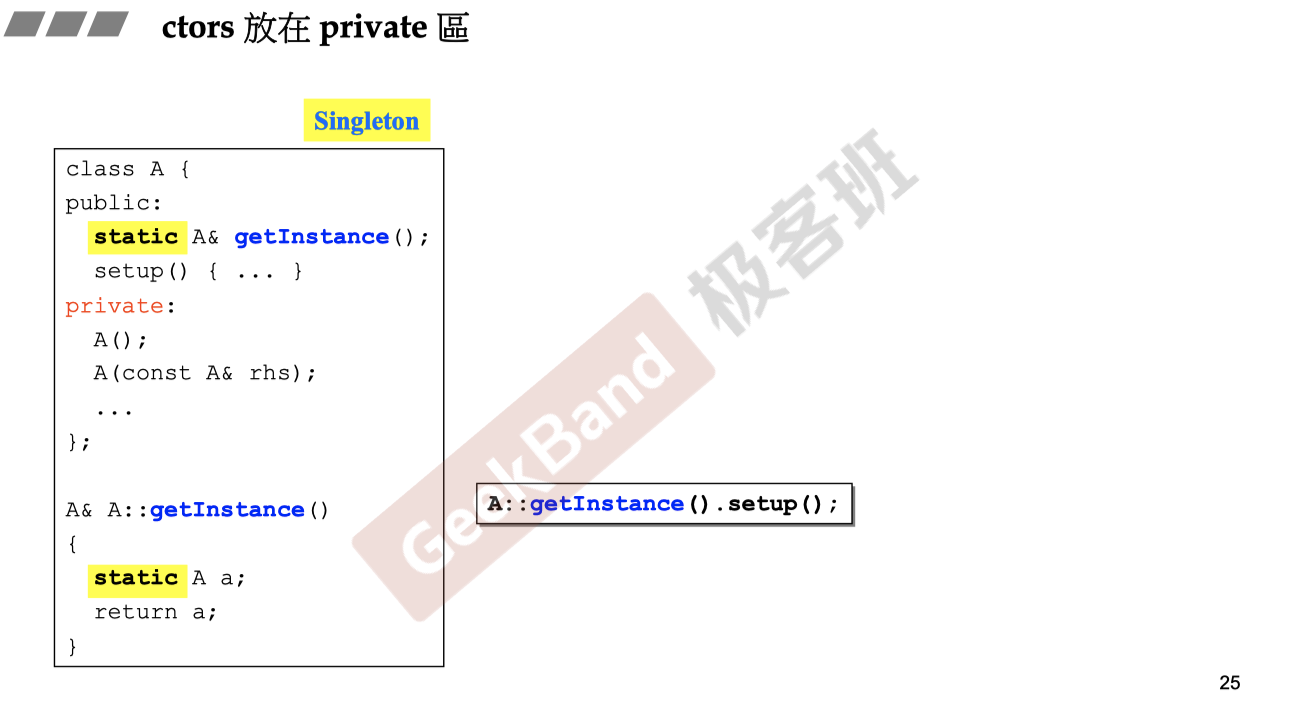 ctors 放在 private 區
Singleton
class A {
public:
  static A& getInstance();
  setup() { ... }
private:
  A();
  A(const A& rhs);
  ...
};
A& A::getInstance()
{
  static A a;
  return a;
}
A::getInstance().setup();
GeekBand 极客班
25